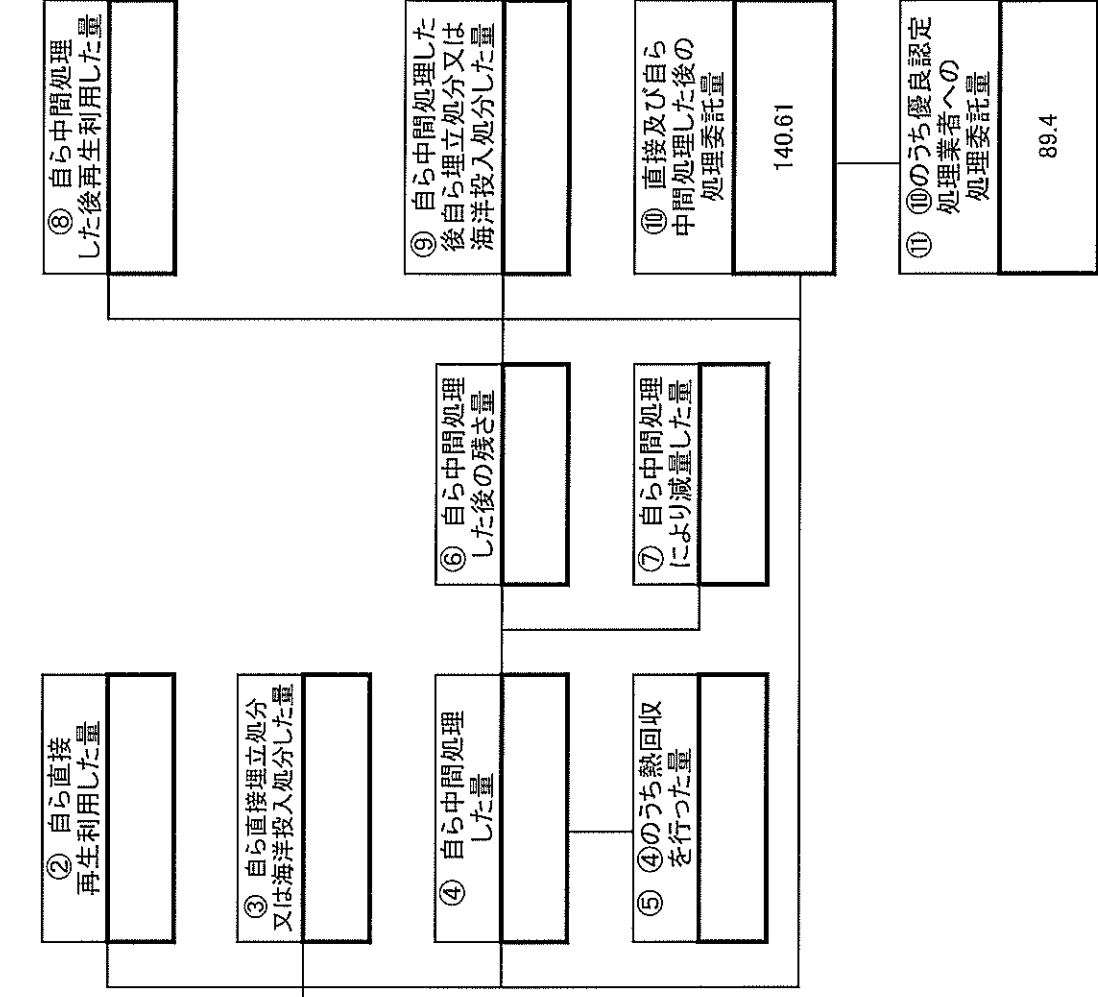 ② 自ら直接
再生利用した量
③ 自ら直接埋立処分
又は海洋投入処分した量
④ 自ら中間処理
した量
⑤ ④のうち熱回収
を行った量
⑥ 自ら中間処理
した後の残さ量
⑦ 自ら中間処理
により減量した量
⑧ 自ら中間処理
した後再生利用した量
⑨ 自ら中間処理した
後自ら埋立処分又は
海洋投入処分した量
⑩ 直接及び自ら
中間処理した後の
処理委託量
140.61
⑪ ⑩のうち優良認定
処理業者への
処理委託量
89.4